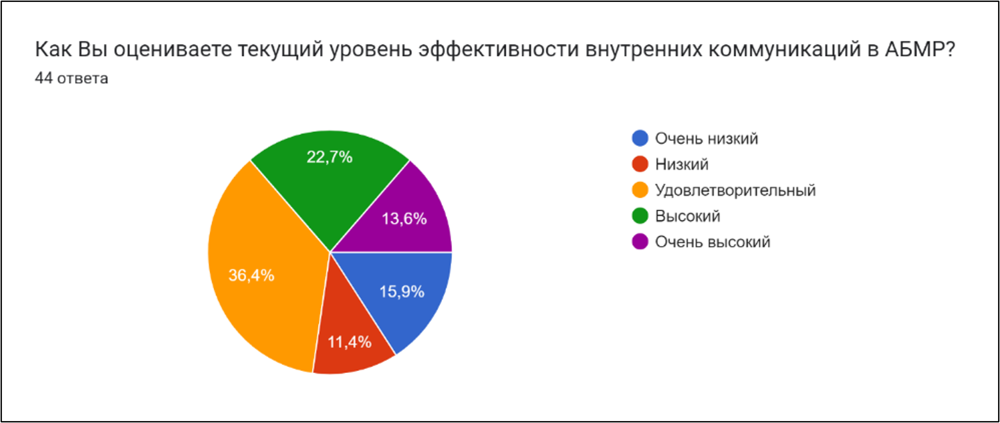 Как Вы оцениваете текущий уровень эффективности внутренних коммуникаций в АБМР?
44 ответа
22,7%
13,6%
36,4%
15,9%
11,4%
Очень низкий
Низкий
Удовлетворительный
Высокий
Очень высокий